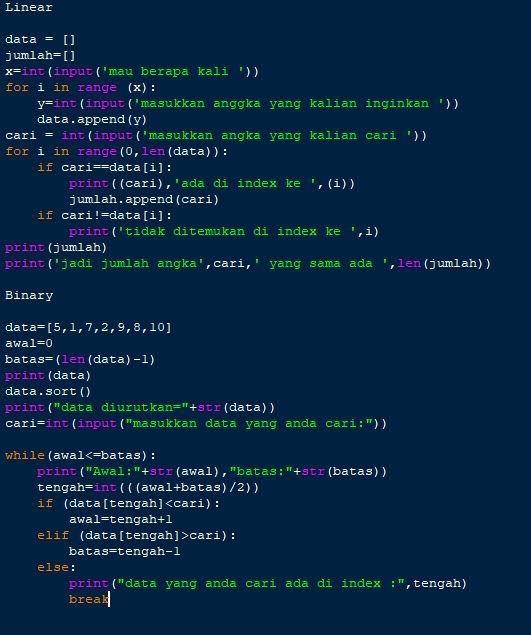 Linear
data = []
jumlah=[]
x=int(input('mau berapa kali '))
for i in range (x):
    y=int(input('masukkan anggka yang kalian inginkan '))
    data.append(y)
cari = int(input('masukkan angka yang kalian cari '))
for i in range(0,len(data)):
    if cari==data[i]:
        print((cari),'ada di index ke ',(i))
        jumlah.append(cari)
    if cari!=data[i]:
        print('tidak ditemukan di index ke ',i)
print(jumlah)
print('jadi jumlah angka',cari,' yang sama ada ',len(jumlah))
Binary
data=[5,1,7,2,9,8,10]
awal=0
batas=(len(data)-1)
print(data)
data.sort()
print("data diurutkan="+str(data))
cari=int(input("masukan data yang anda cari:"))
while(awal<=batas):
    print("Awal:"+str(awal),"batas:"+str(batas))
    tengah=int(((awal+batas)/2))
    if (data[tengah]<cari):
        awal=tengah+1
    elif (data[tengah]>cari):
        batas=tengah-1
    else:
        print("data yang anda cari ada di index :",tengah)
        break